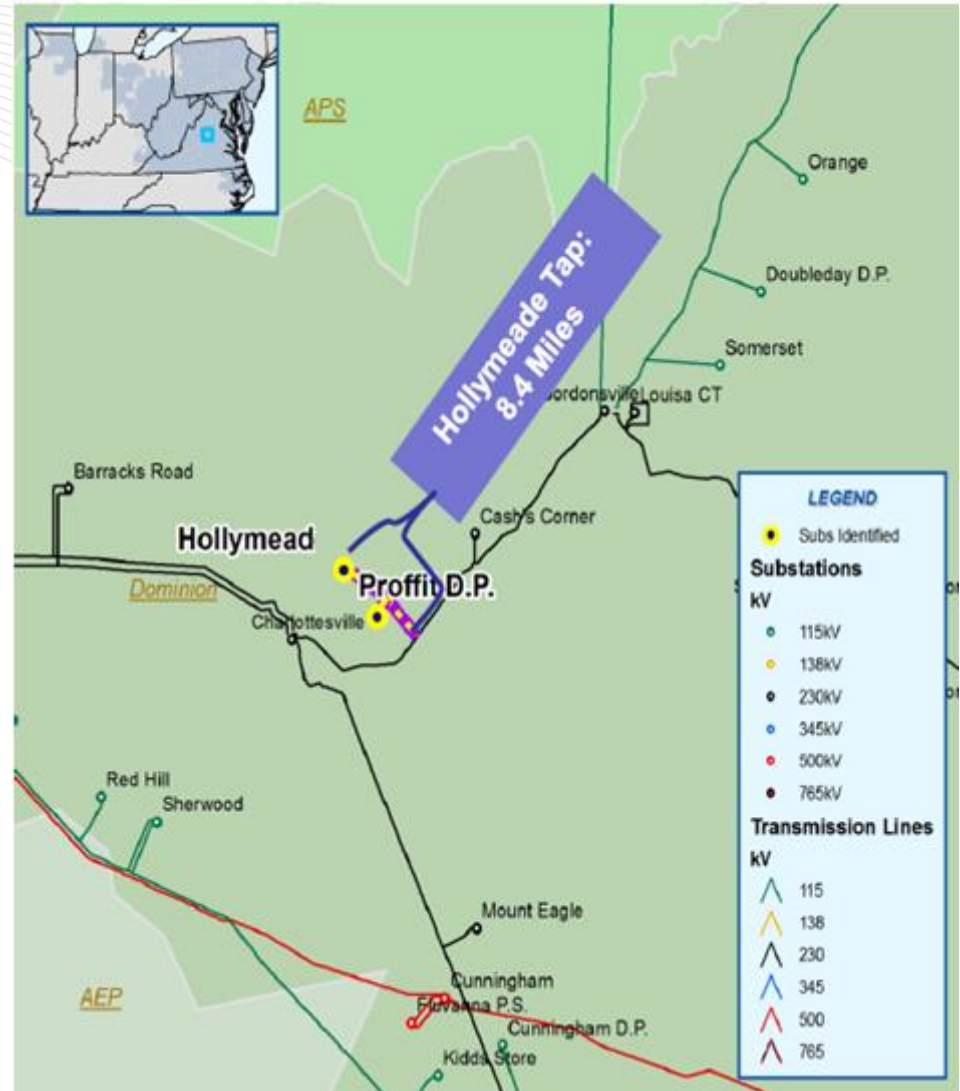 APS
Orange
Hollymeade Tap:
8.4 Miles
Doubleday D.P.
Somerset
Louisa CT
Barracks Road
Cash's Corner
Hollymead
Proffit D.P.
Dominion
Charlottesville
Red Hill
Sherwood
Mount Eagle
Cunningham
AEP
Cunningham D.P.
Kidds Store
LEGEND
Subs Identified
Substations
kV
115kV
138kV
230kV
345kV
500kV
765kV
Transmission Lines
kV
115
138
230
345
500
765